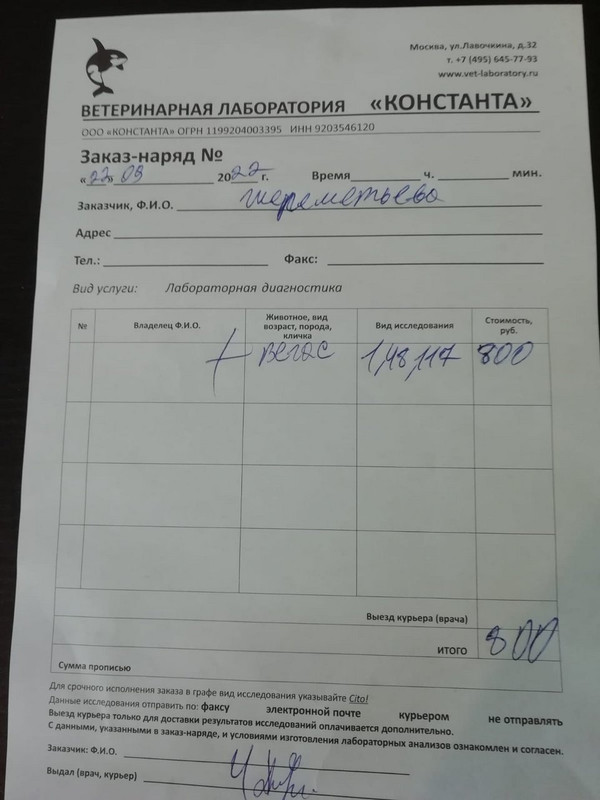 Москва, ул.Лавочкина, д.32
т. +7 (495) 645-77-93
www.vet-laboratory.ru
ВЕТЕРИНАРНАЯ ЛАБОРАТОРИЯ «КОНСТАНТА»
ООО «КОНСТАНТА» ОГРН 1199204003395 ИНН 9203546120
Заказ-наряд №
«22» 09 2022 г. Время ч. мин.
Заказчик, Ф.И.О. Шереметьева
Адрес
Тел.: Факс:
Вид услуги: Лабораторная диагностика
№ Владелец Ф.И.О. Животное, вид возраст, порода, кличка Вид исследования Стоимость, руб.
Вегас 1,48,117 800
Выезд курьера (врача)
ИТОГО 800
Сумма прописью
Для срочного исполнения заказа в графе вид исследования указывайте Cito!
Данные исследования отправить по: факсу электронной почте курьером не отправлять
Выезд курьера только для доставки результатов исследований оплачивается дополнительно.
С данными, указанными в заказ-наряде, и условиями изготовления лабораторных анализов ознакомлен и согласен.
Заказчик: Ф.И.О.
Выдал (врач, курьер)